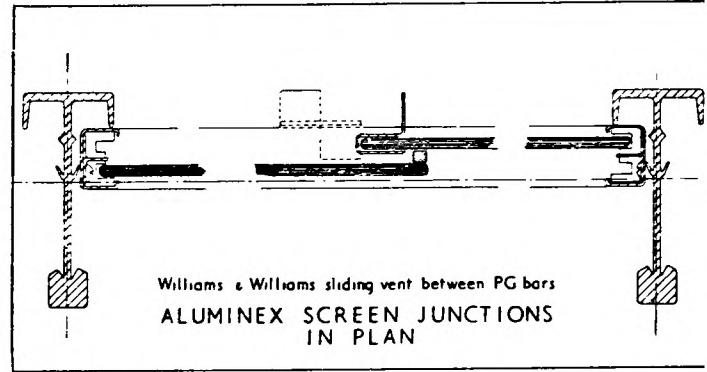 Williams & Williams sliding vent between PG bars
ALUMINEX SCREEN JUNCTIONS
IN PLAN